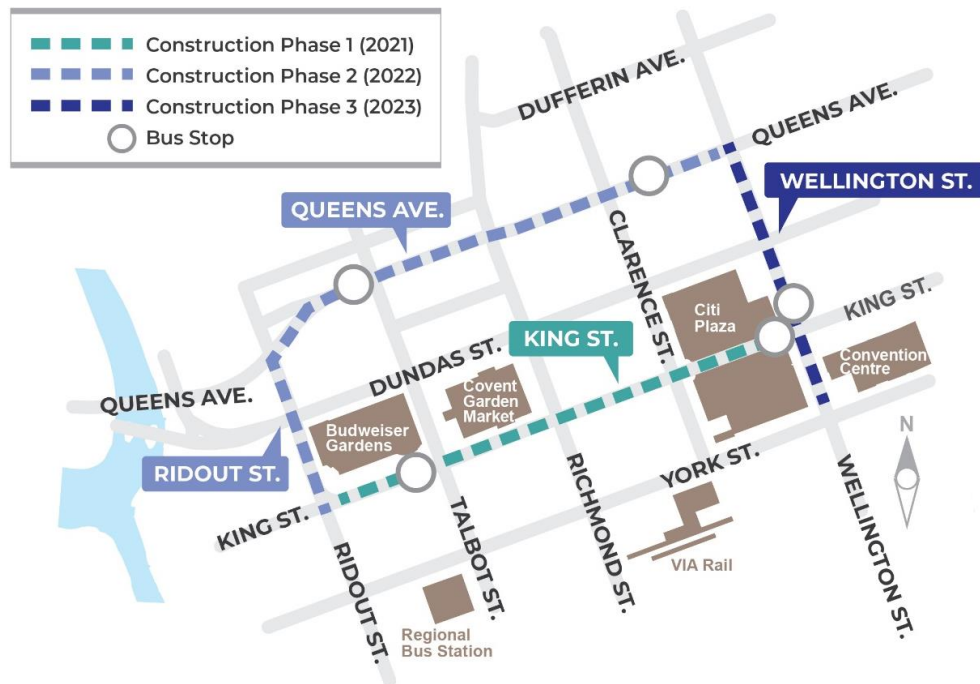 Construction Phase 1 (2021)
Construction Phase 2 (2022)
Construction Phase 3 (2023)
Bus Stop
DUFFERIN AVE.
QUEENS AVE.
WELLINGTON ST.
QUEENS AVE.
CLARENCE ST.
Citi
Plaza
KING ST.
KING ST.
Convention
Centre
DUNDAS ST.
QUEENS AVE.
Covent
Garden
Market
Budweiser
Gardens
RIDOUT ST.
KING ST.
YORK ST.
N
RIDOUT ST.
TALBOT ST.
RICHMOND ST.
WELLINGTON ST.
VIA Rail
Regional
Bus Station